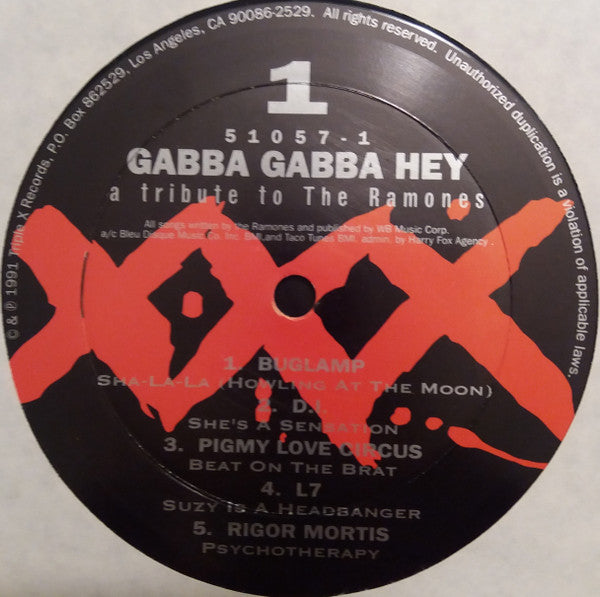 © & ℗ 1991 Triple X Records, P.O. Box 862529, Los Angeles, CA 90086-2529. All rights reserved. Unauthorized duplication is a violation of applicable laws.
1
51057-1
GABBA GABBA HEY
a tribute to The Ramones
All songs written by the Ramones and published by WB Music Corp.
a/c Bleu Disque Music Co. Inc. BMI,and Taco Tunes BMI, admin. by Harry Fox Agency.
XXX
1. BUGLAMP
SHA-LA-LA (HOWLING AT THE MOON)
2. D.I.
SHE'S A SENSATION
3. PIGMY LOVE CIRCUS
BEAT ON THE BRAT
4. L7
SUZY IS A HEADBANGER
5. RIGOR MORTIS
PSYCHOTHERAPY